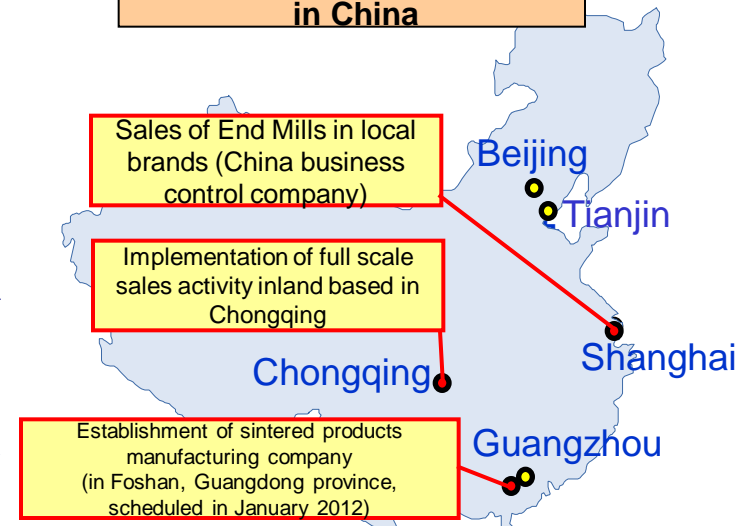 in China
Sales of End Mills in local
brands (China business
control company)
Beijing
Tianjin
Implementation of full scale
sales activity inland based in
Chongqing
Shanghai
Chongqing
Establishment of sintered products
manufacturing company
(in Foshan, Guangdong province,
scheduled in January 2012)
Guangzhou